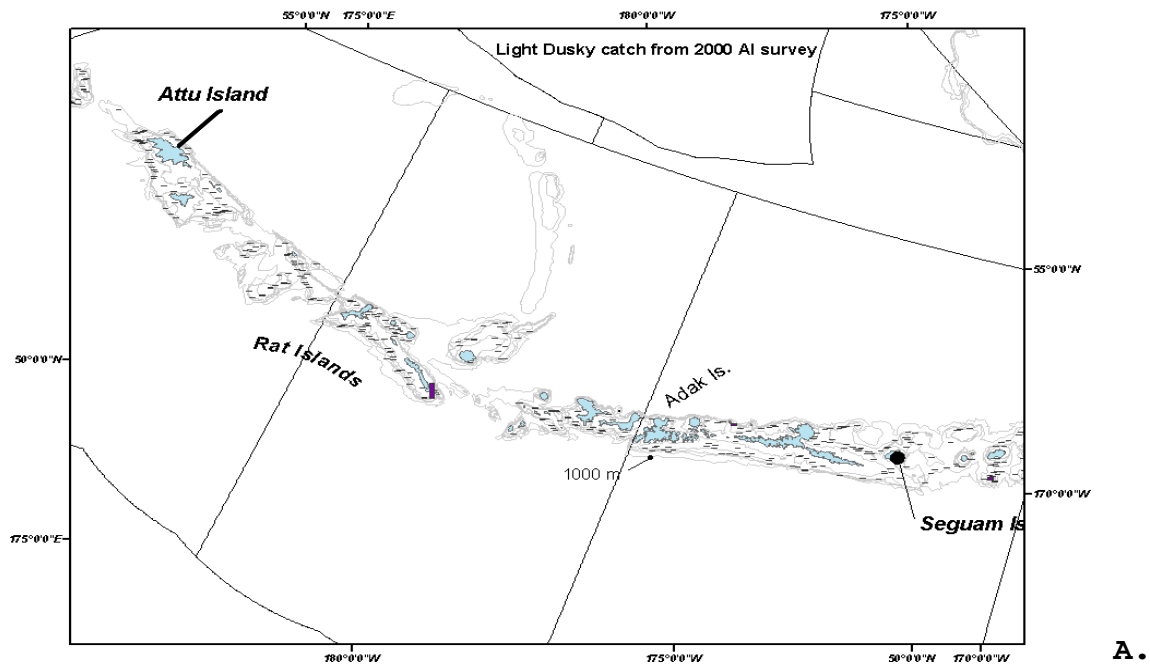 55°0'0"N 175°0'0"E 180°0'0"W 175°0'0"W
Light Dusky catch from 2000 AI survey
Attu Island
55°0'0"N
Rat Islands
50°0'0"N
Adak Is.
1000 m
170°0'0"W
Seguam Is
175°0'0"E
180°0'0"W 175°0'0"W 50°0'0"N 170°0'0"W
A.